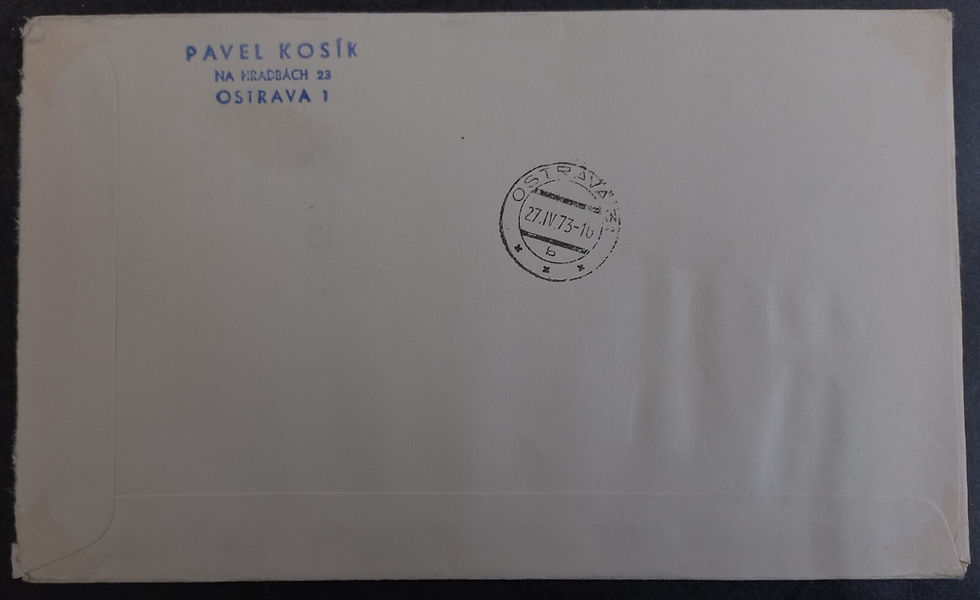 PAVEL KOSÍK
NA HRADBÁCH 23
OSTRAVA 1
OSTRAVA
27.IV.73-16
b